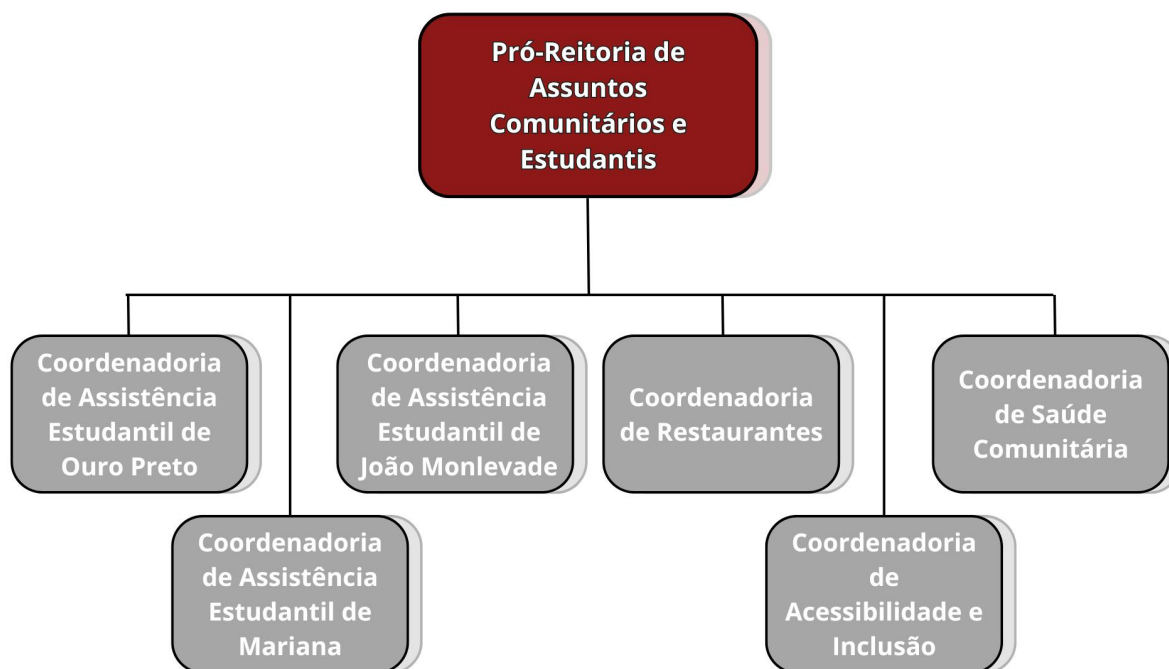 Pró-Reitoria de
Assuntos
Comunitários e
Estudantis
Coordenadoria
de Assistência
Estudantil de
Ouro Preto
Coordenadoria
de Assistência
Estudantil de
João Monlevade
Coordenadoria
de Restaurantes
Coordenadoria
de Saúde
Comunitária
Coordenadoria
de Assistência
Estudantil de
Mariana
Coordenadoria
de
Acessibilidade e
Inclusão